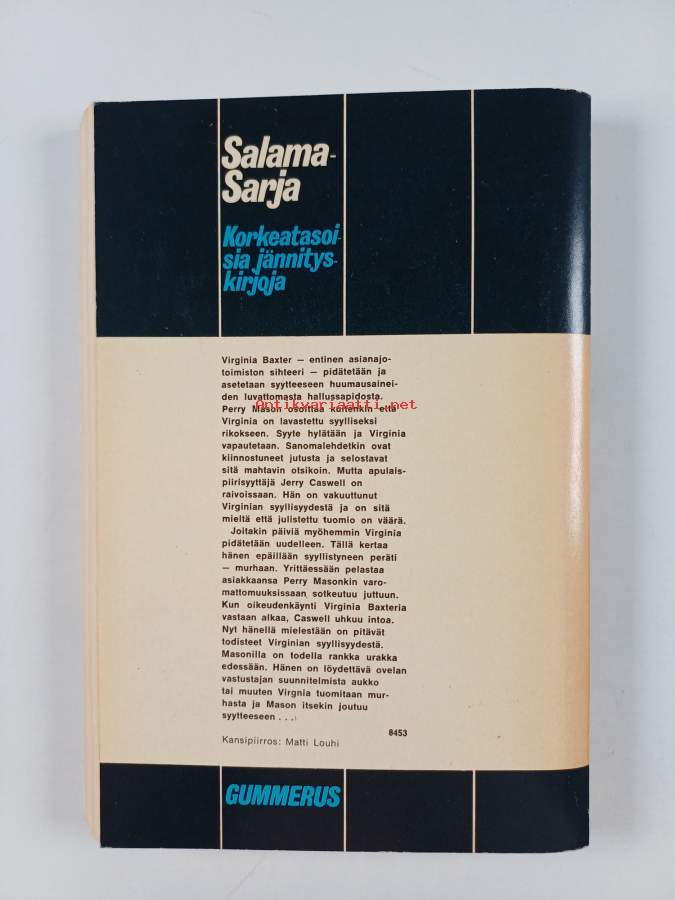 Salama-
Sarja
Korkeatasoi-
sia jännitys-
kirjoja
Virginia Baxter — entinen asianajo-
toimiston sihteeri — pidätetään ja
asetetaan syytteeseen huumausainei-
den luvattomasta hallussapidosta.
Antikvariaatti.net
Perry Mason osoittaa kuitenkin että
Virginia on lavastettu syylliseksi
rikokseen. Syyte hylätään ja Virginia
vapautetaan. Sanomalehdetkin ovat
kiinnostuneet jutusta ja selostavat
sitä mahtavin otsikoin. Mutta apulais-
piirisyyttäjä Jerry Caswell on
raivoissaan. Hän on vakuuttunut
Virginian syyllisyydestä ja on sitä
mieltä että julistettu tuomio on väärä.
Joitakin päiviä myöhemmin Virginia
pidätetään uudelleen. Tällä kertaa
hänen epäillään syyllistyneen peräti
— murhaan. Yrittäessään pelastaa
asiakkaansa Perry Masonkin varo-
mattomuuksissaan sotkeutuu juttuun.
Kun oikeudenkäynti Virginia Baxteria
vastaan alkaa, Caswell uhkuu intoa.
Nyt hänellä mielestään on pitävät
todisteet Virginian syyllisyydestä.
Masonilla on todella rankka urakka
edessään. Hänen on löydettävä ovelan
vastustajan suunnitelmista aukko
tai muuten Virgnia tuomitaan mur-
hasta ja Mason itsekin joutuu
syytteeseen . . .
8453
Kansipiirros: Matti Louhi
GUMMERUS